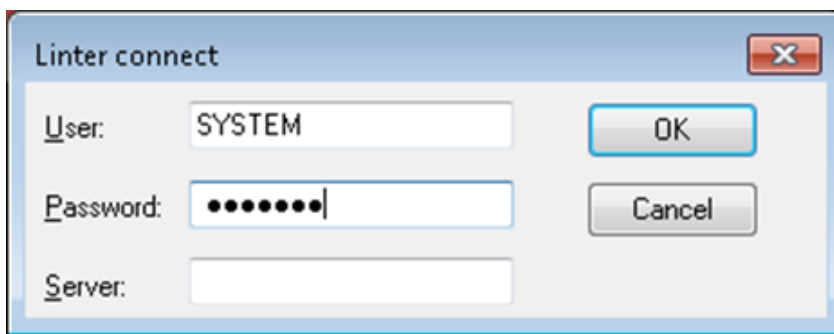 Linter connect
User: SYSTEM
OK
Password: •••••••
Cancel
Server: